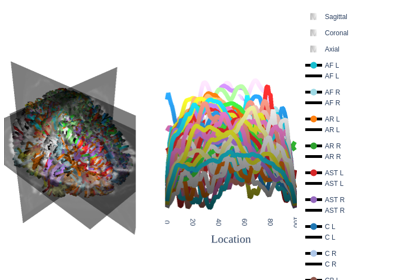 Sagittal
Coronal
Axial
AF L
AF L
AF R
AF R
AR L
AR L
AR R
AR R
AST L
AST L
AST R
AST R
C L
C L
C R
C R
0
20
40
60
80
Location